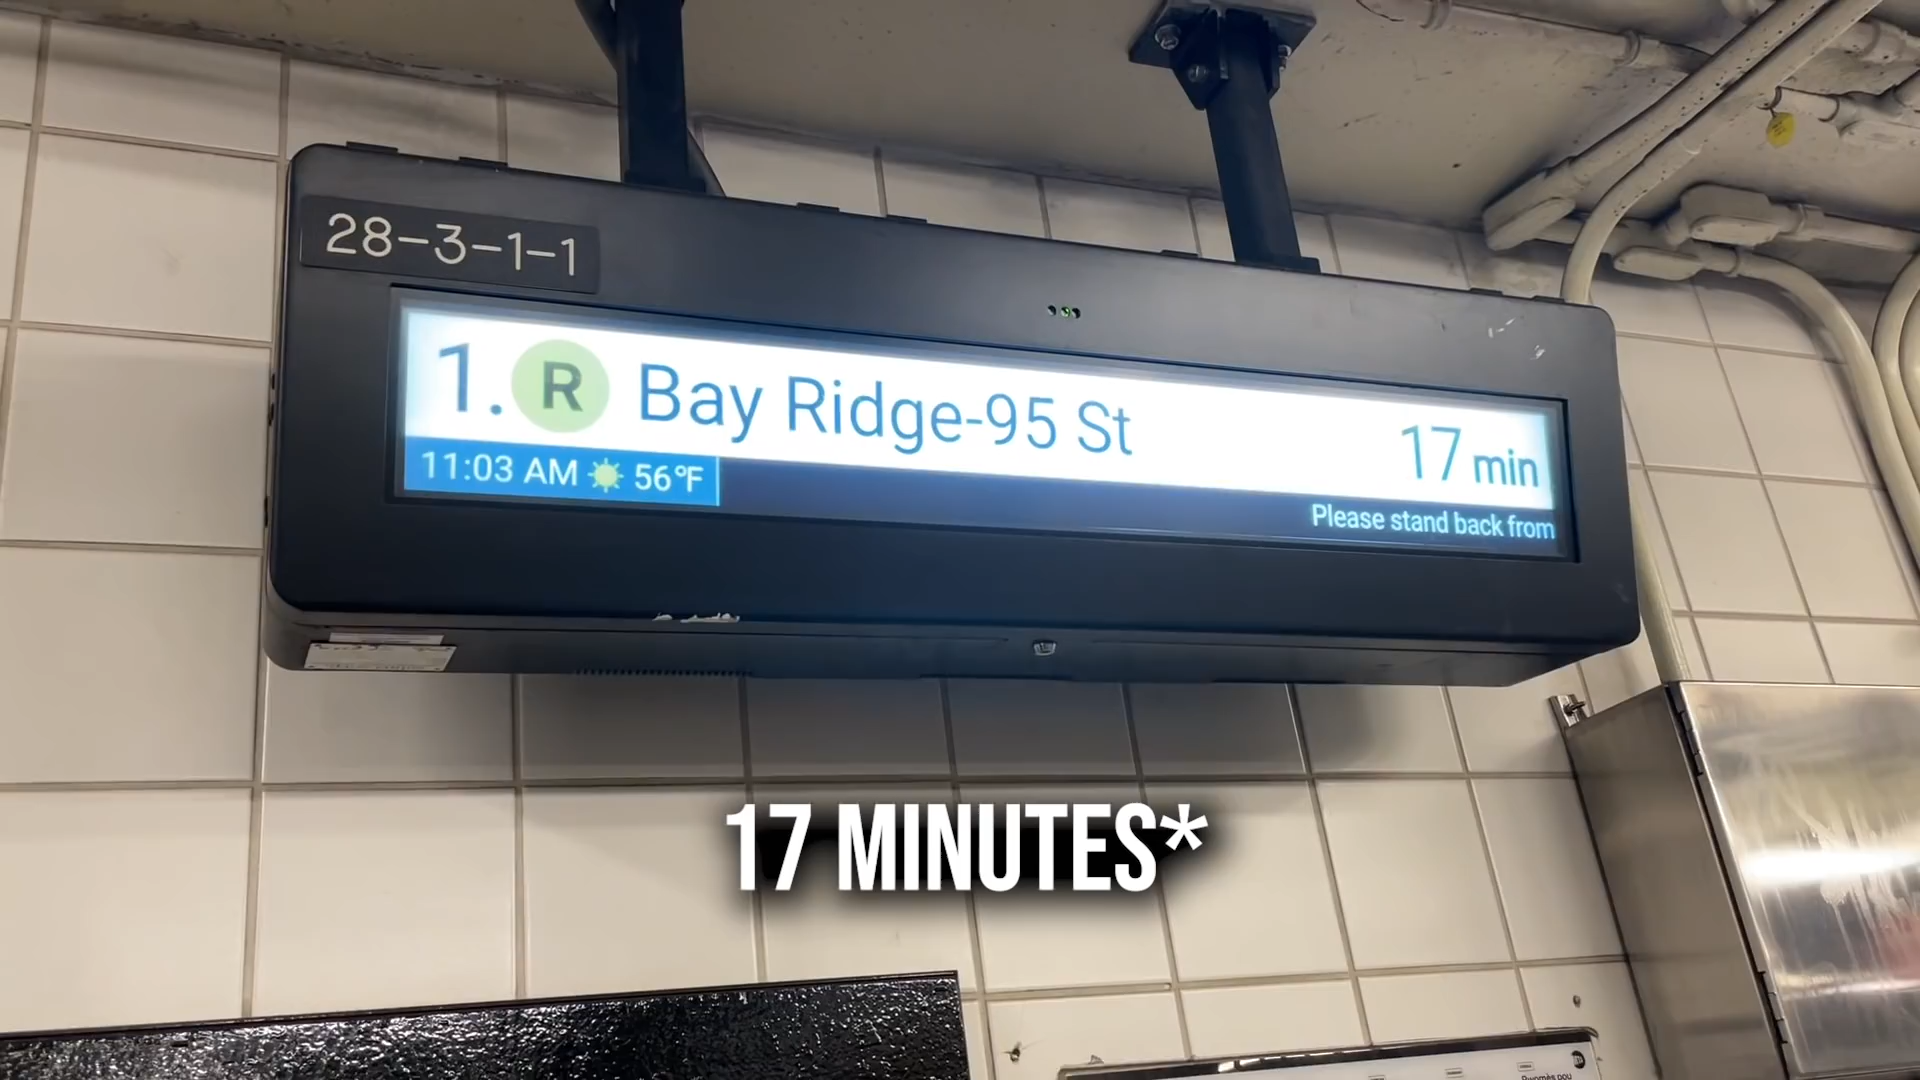 28-3-1-1
1. R Bay Ridge-95 St 17 min
11:03 AM 56°F
Please stand back from
17 MINUTES*